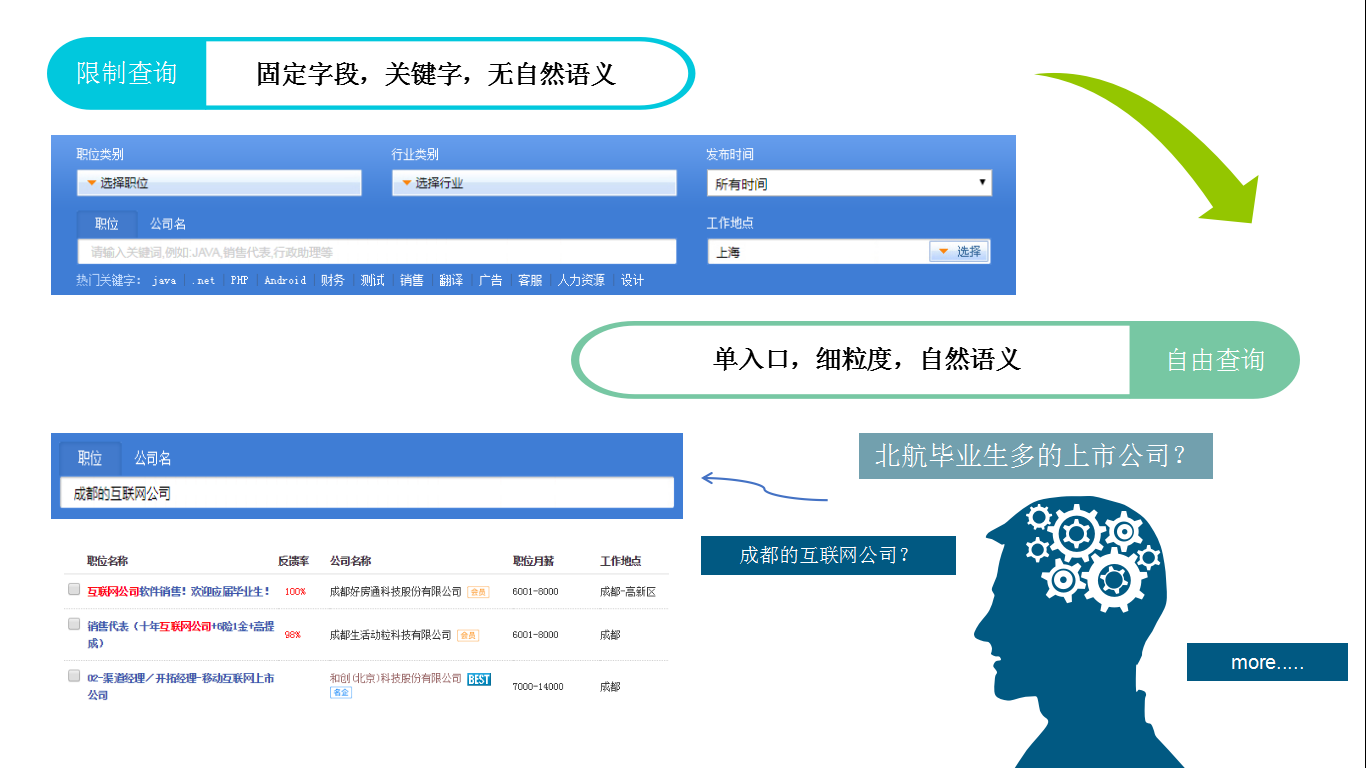 限制查询
固定字段，关键字，无自然语义
职位类别 行业类别 发布时间
选择职位 选择行业 所有时间
职位 公司名 工作地点
请输入关键词,例如:JAVA,销售代表,行政助理等 上海 选择
热门关键字： java .net PHP Android 财务 测试 销售 翻译 广告 客服 人力资源 设计
单入口，细粒度，自然语义
自由查询
职位 公司名
成都的互联网公司
北航毕业生多的上市公司？
成都的互联网公司？
more.....
职位名称 反馈率 公司名称 职位月薪 工作地点
互联网公司软件销售！欢迎应届毕业生！ 100% 成都好房通科技股份有限公司 会员 6001-8000 成都-高新区
销售代表（十年互联网公司+6险1金+高提
成） 98% 成都生活动粒科技有限公司 会员 6001-8000 成都
02-渠道经理／开拓经理-移动互联网上市
公司 和创(北京)科技股份有限公司 BEST
名企 7000-14000 成都